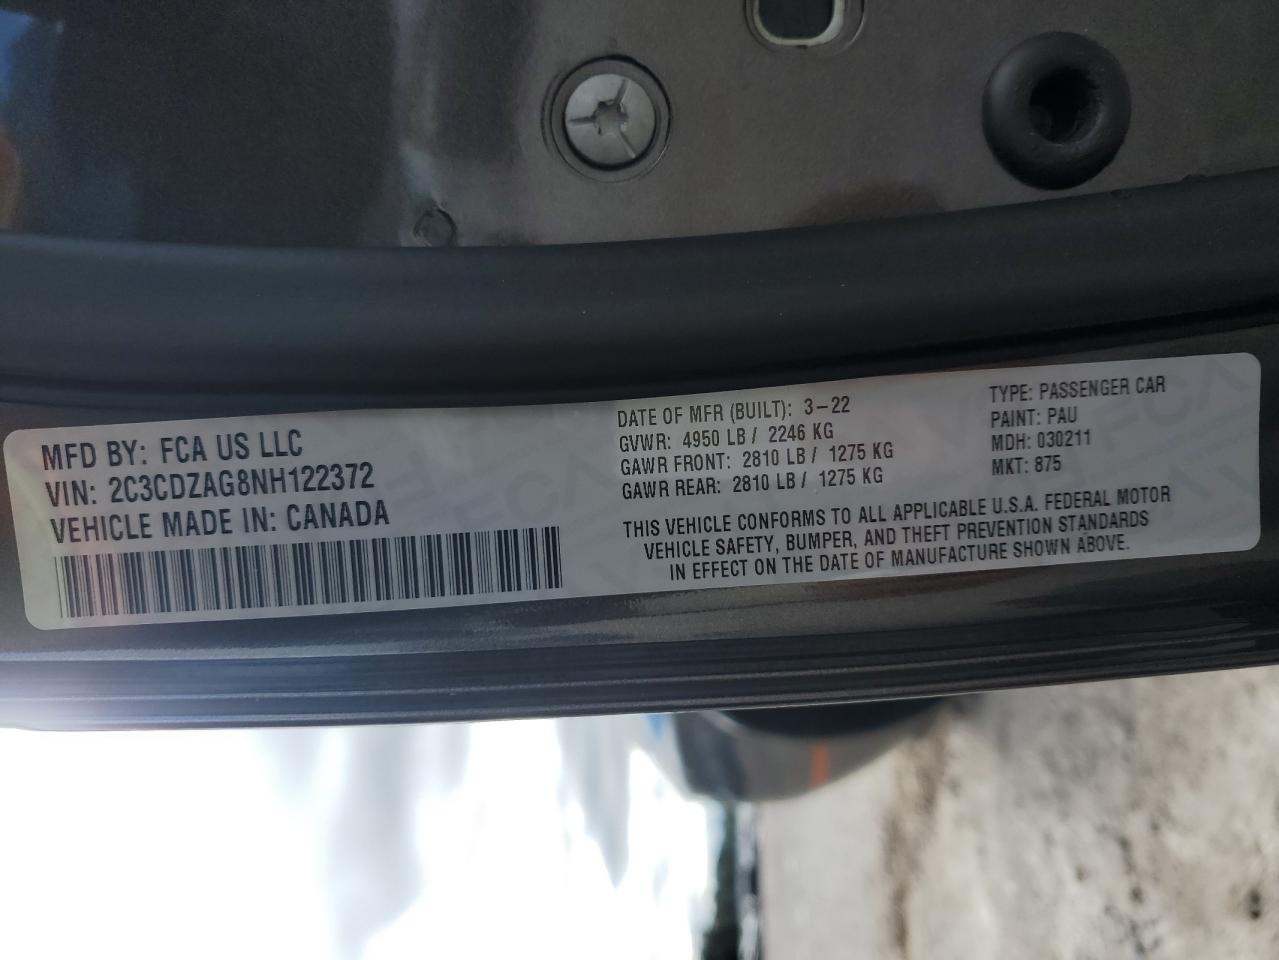 MFD BY: FCA US LLC
VIN: 2C3CDZAG8NH122372
VEHICLE MADE IN: CANADA
DATE OF MFR (BUILT): 3-22
GVWR: 4950 LB / 2246 KG
GAWR FRONT: 2810 LB / 1275 KG
GAWR REAR: 2810 LB / 1275 KG
TYPE: PASSENGER CAR
PAINT: PAU
MDH: 030211
MKT: 875
THIS VEHICLE CONFORMS TO ALL APPLICABLE U.S.A. FEDERAL MOTOR
VEHICLE SAFETY, BUMPER, AND THEFT PREVENTION STANDARDS
IN EFFECT ON THE DATE OF MANUFACTURE SHOWN ABOVE.